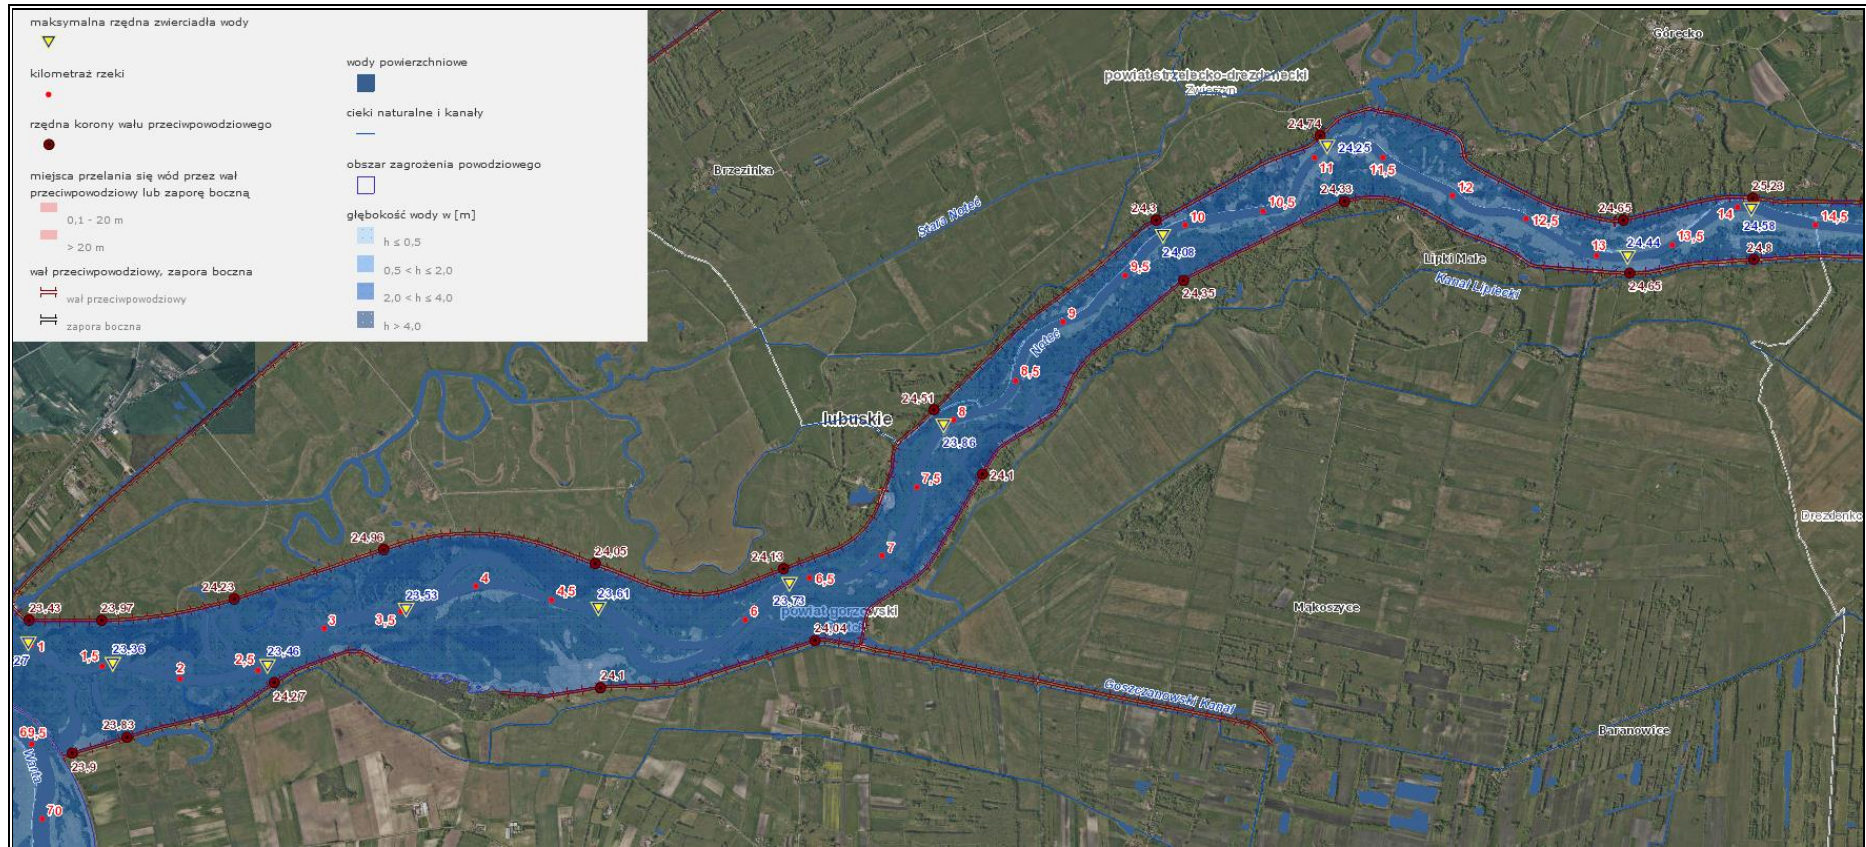 maksymalna rzędna zwierciadła wody
kilometraż rzeki
rzędna korony wału przeciwpowodziowego
miejsca przelania się wód przez wał
przeciwpowodziowy lub zaporę boczną
0,1 - 20 m
> 20 m
wał przeciwpowodziowy, zapora boczna
wał przeciwpowodziowy
zapora boczna
wody powierzchniowe
cieki naturalne i kanały
obszar zagrożenia powodziowego
głębokość wody w [m]
h ≤ 0,5
0,5 < h ≤ 2,0
2,0 < h ≤ 4,0
h > 4,0
Górecko
powiat strzelecko-drezdenecki
Zwierzyn
24,74
24,25
11
11,5
Brzezinka
12
25,23
24,33
24,3
24,65
14
14,5
10,5
12,5
10
24,58
Stara Noteć
24,08
24,44
13,5
13
24,8
Lipki Małe
9,5
24,35
24,65
Kanał Lipiecki
9
Noteć
8,5
24,51
lubuskie
8
23,86
24,1
7,5
Drezdenko
24,96
24,05
24,13
7
6,5
4
24,23
23,53
4,5
23,61
23,73
23,43
23,97
3,5
6
powiat gorzowski
Mąkoszyce
3
24,04
1
27
23,36
1,5
2,5
23,46
2
24,27
24,1
Goszczanowski Kanał
23,83
69,5
Baranowice
Warta
23,9
70